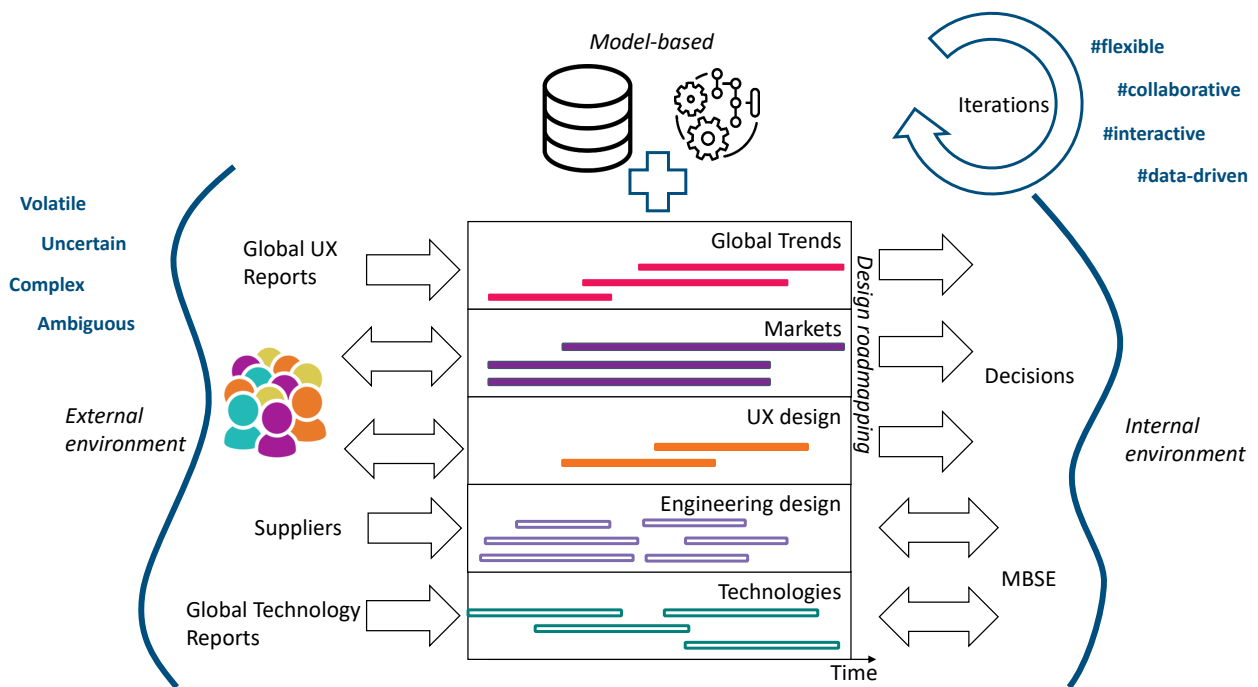 Model-based
Iterations
#flexible
#collaborative
#interactive
#data-driven
Volatile
Uncertain
Complex
Ambiguous
External
environment
Global UX
Reports
Suppliers
Global Technology
Reports
Global Trends
Markets
UX design
Engineering design
Technologies
Time
Design roadmapping
Decisions
MBSE
Internal
environment